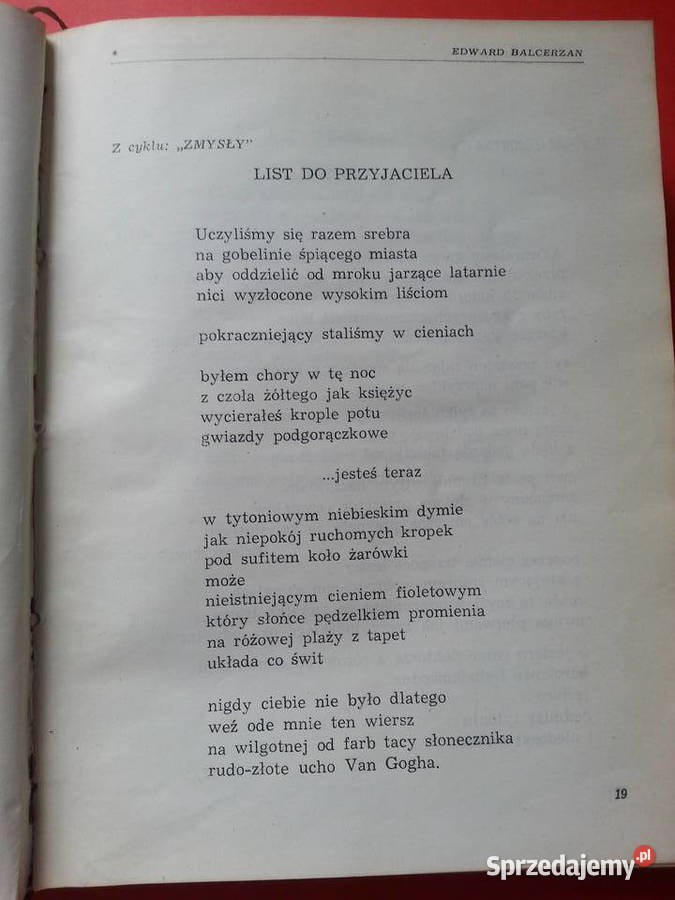 *
EDWARD BALCERZAN
Z cyklu: „ZMYSŁY”
LIST DO PRZYJACIELA
Uczyliśmy się razem srebra
na gobelinie śpiącego miasta
aby oddzielić od mroku jarzące latarnie
nici wyzłocone wysokim liściom
pokraczniejący staliśmy w cieniach
byłem chory w tę noc
z czoła żółtego jak księżyc
wycierałeś krople potu
gwiazdy podgorączkowe
...jesteś teraz
w tytoniowym niebieskim dymie
jak niepokój ruchomych kropek
pod sufitem koło żarówki
może
nieistniejącym cieniem fioletowym
który słońce pędzelkiem promienia
na różowej plaży z tapet
układa co świt
nigdy ciebie nie było dlatego
weź ode mnie ten wiersz
na wilgotnej od farb tacy słonecznika
rudo-złote ucho Van Gogha.
19
Sprzedajemy.pl